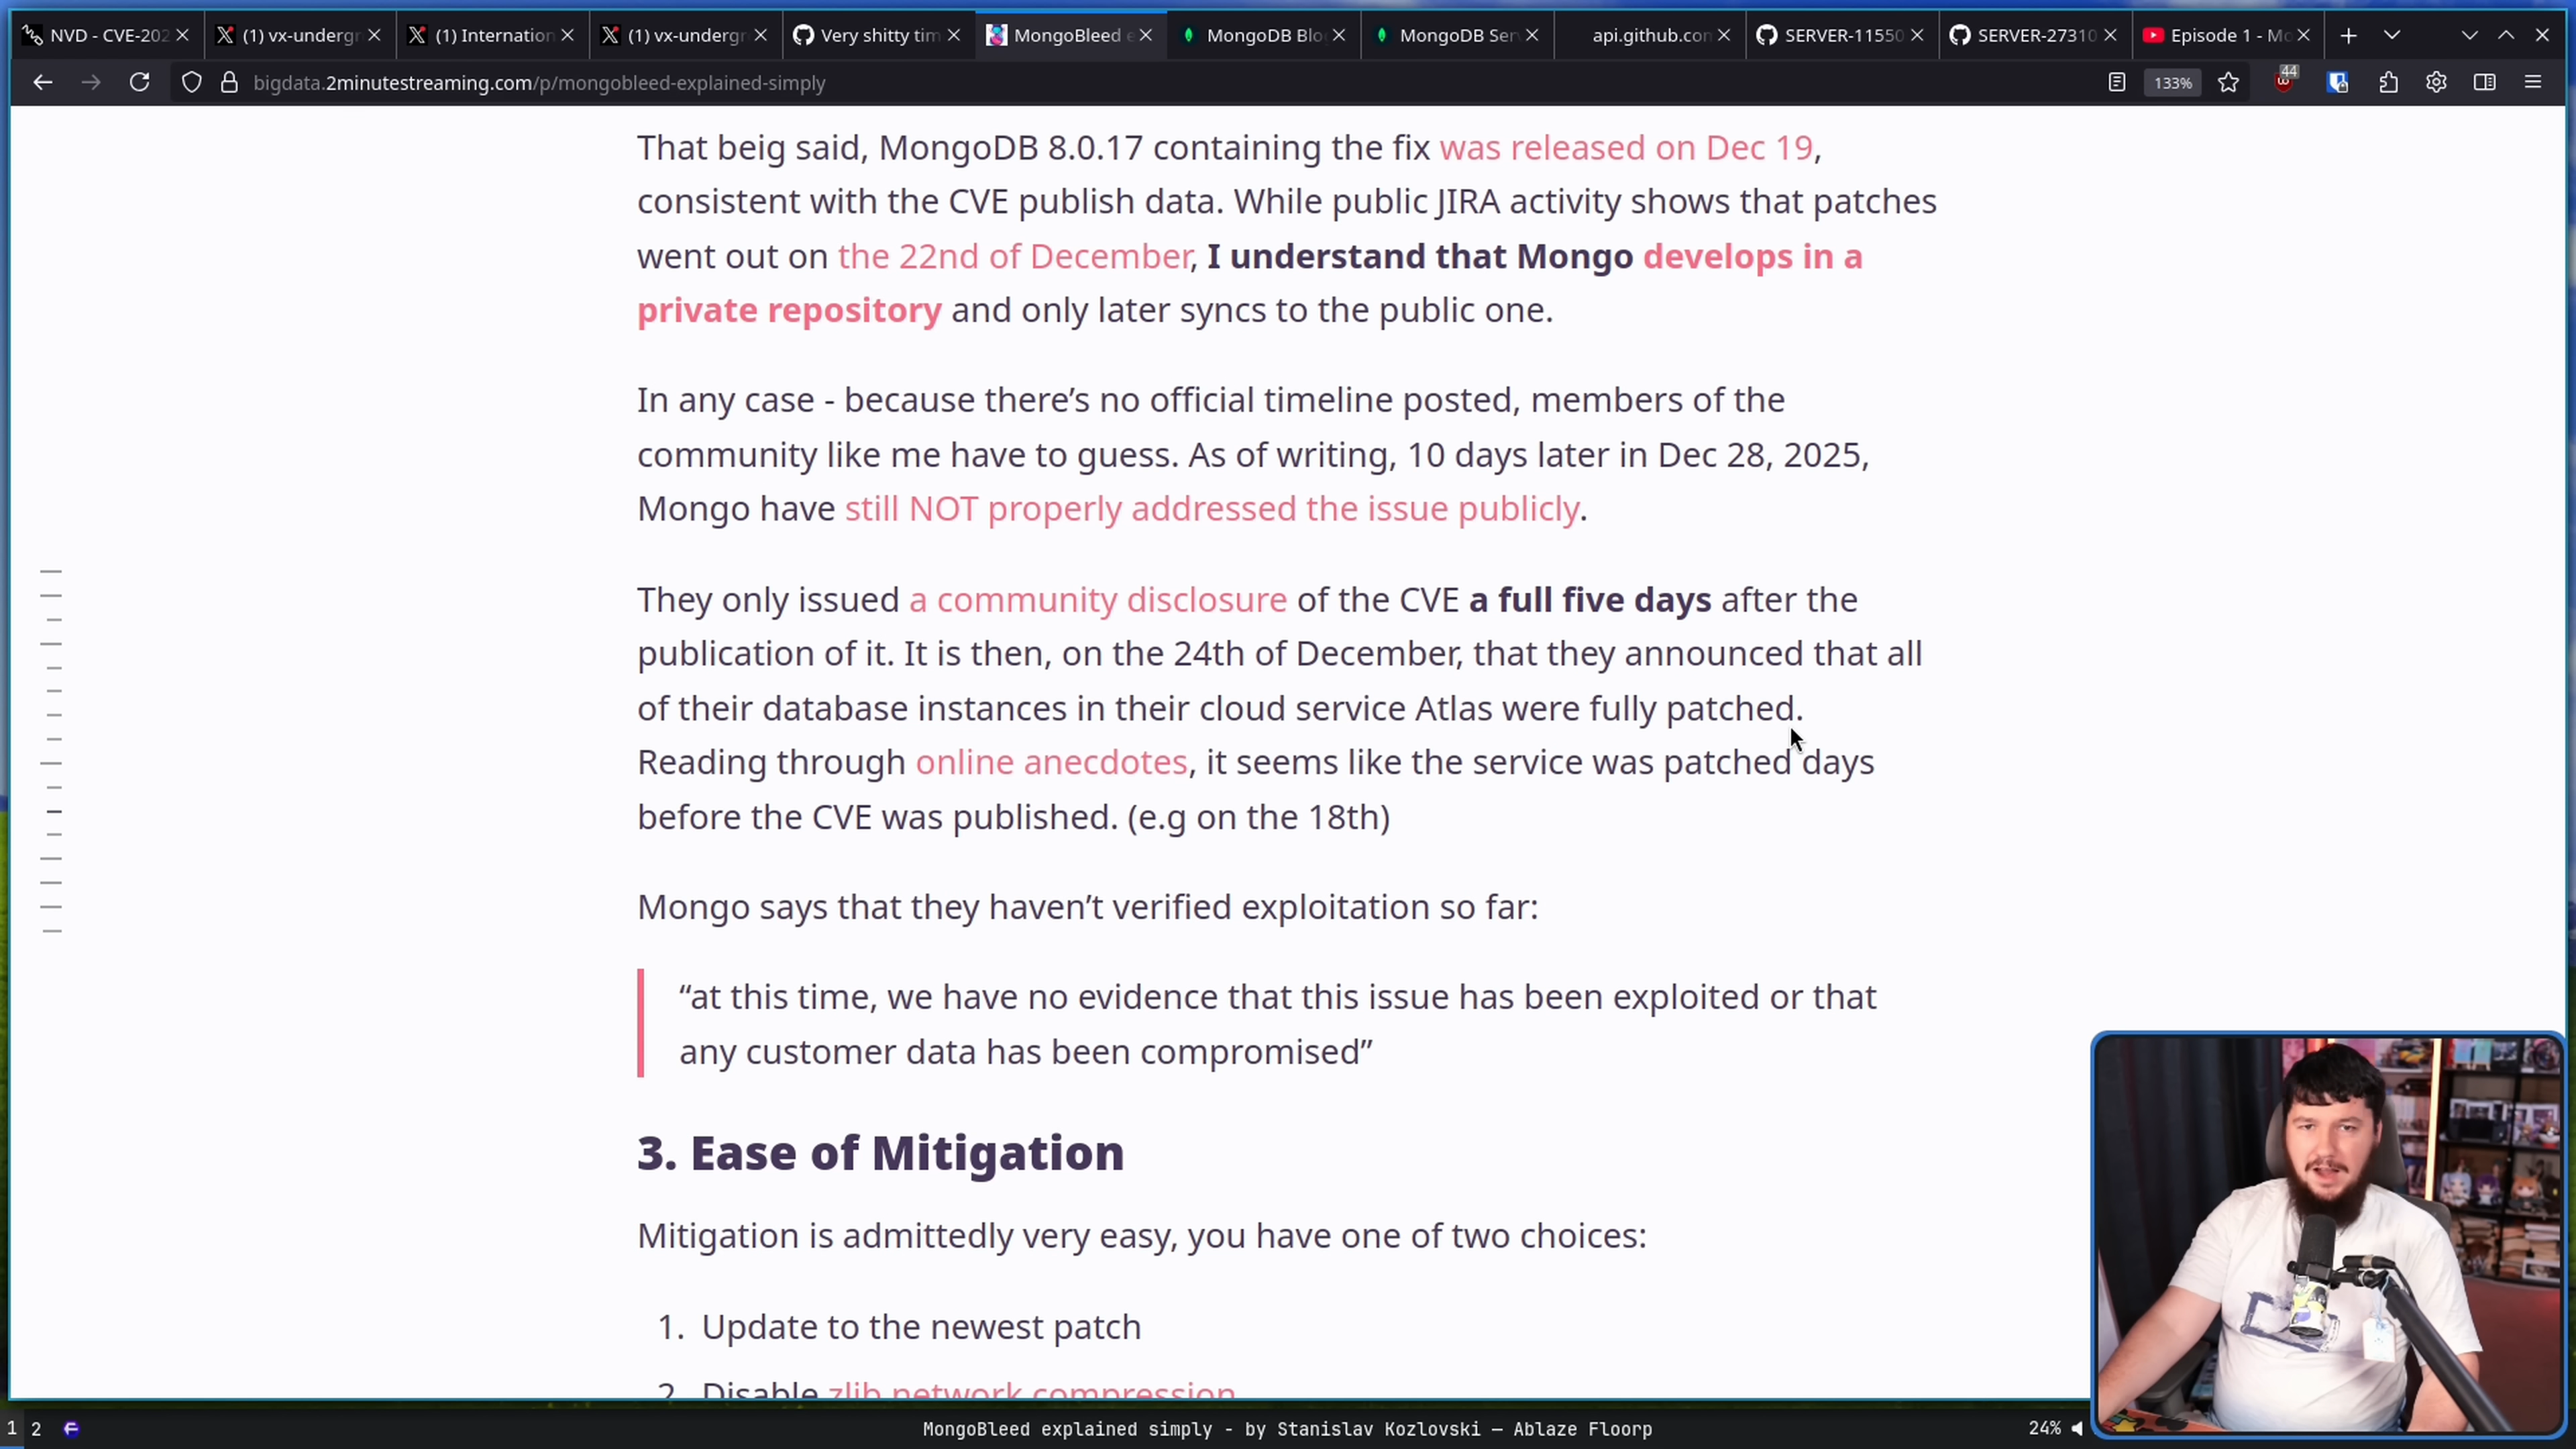 NVD - CVE-202
(1) vx-undergr
(1) Internation
(1) vx-undergr
Very shitty tim
MongoBleed e
MongoDB Blo
MongoDB Ser
api.github.com
SERVER-11550
SERVER-27310
Episode 1 - Mo
bigdata.2minutestreaming.com/p/mongobleed-explained-simply
133%
44
That beig said, MongoDB 8.0.17 containing the fix was released on Dec 19,
consistent with the CVE publish data. While public JIRA activity shows that patches
went out on the 22nd of December, I understand that Mongo develops in a
private repository and only later syncs to the public one.
In any case - because there’s no official timeline posted, members of the
community like me have to guess. As of writing, 10 days later in Dec 28, 2025,
Mongo have still NOT properly addressed the issue publicly.
They only issued a community disclosure of the CVE a full five days after the
publication of it. It is then, on the 24th of December, that they announced that all
of their database instances in their cloud service Atlas were fully patched.
Reading through online anecdotes, it seems like the service was patched days
before the CVE was published. (e.g on the 18th)
Mongo says that they haven’t verified exploitation so far:
“at this time, we have no evidence that this issue has been exploited or that
any customer data has been compromised”
3. Ease of Mitigation
Mitigation is admittedly very easy, you have one of two choices:
1. Update to the newest patch
2. Disable zlib network compression
1 2
MongoBleed explained simply - by Stanislav Kozlovski — Ablaze Floorp
24%